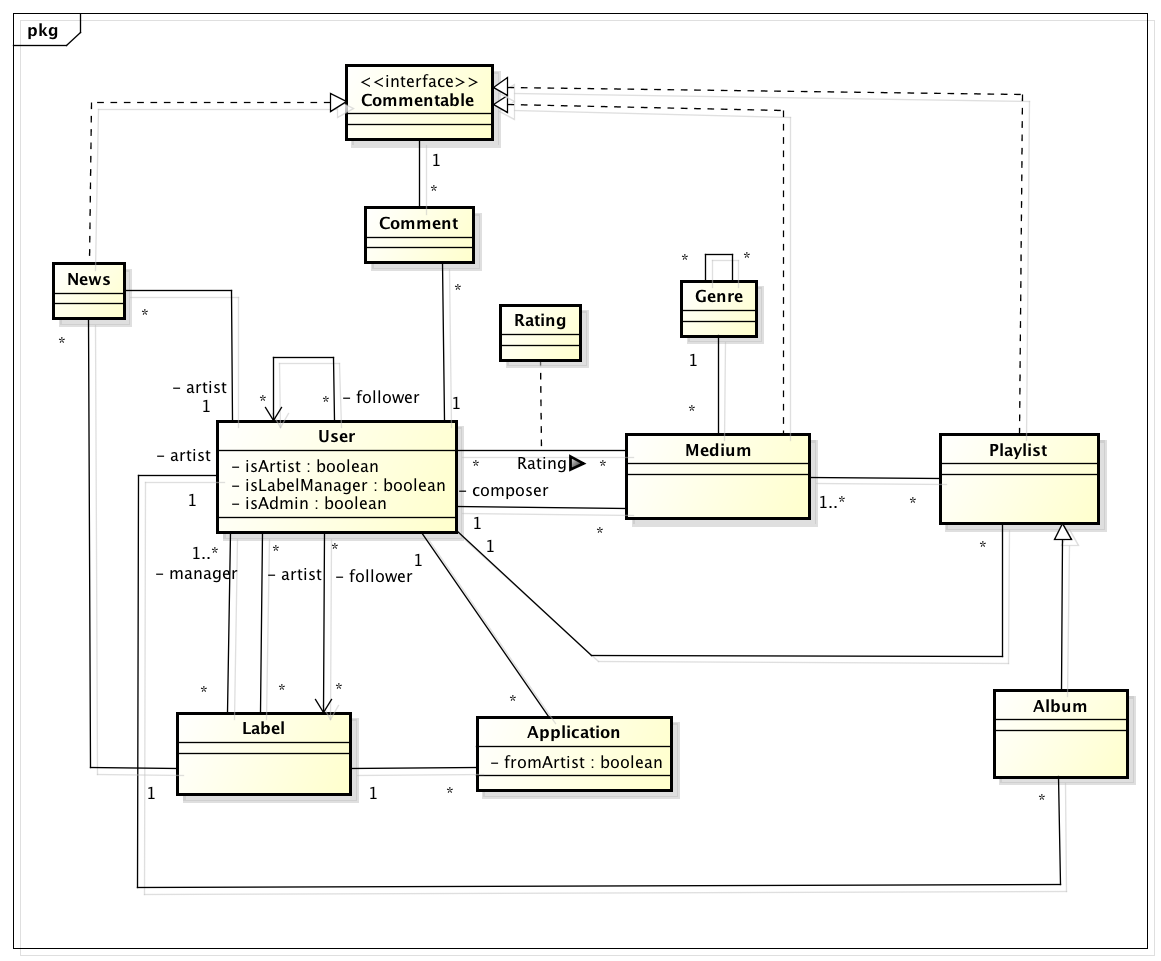 pkg
<<interface>>
Commentable
1
*
Comment
*
News
*
*
* *
Genre
1
*
Rating
- artist
1
* * - follower
1
User
- isArtist : boolean
- isLabelManager : boolean
- isAdmin : boolean
- artist
1
* Rating *
- composer
1 *
1
Medium
1..* *
Playlist
*
1..*
- manager
*
- artist
*
- follower
1
* * *
*
Label
1
1 *
Application
- fromArtist : boolean
Album
*